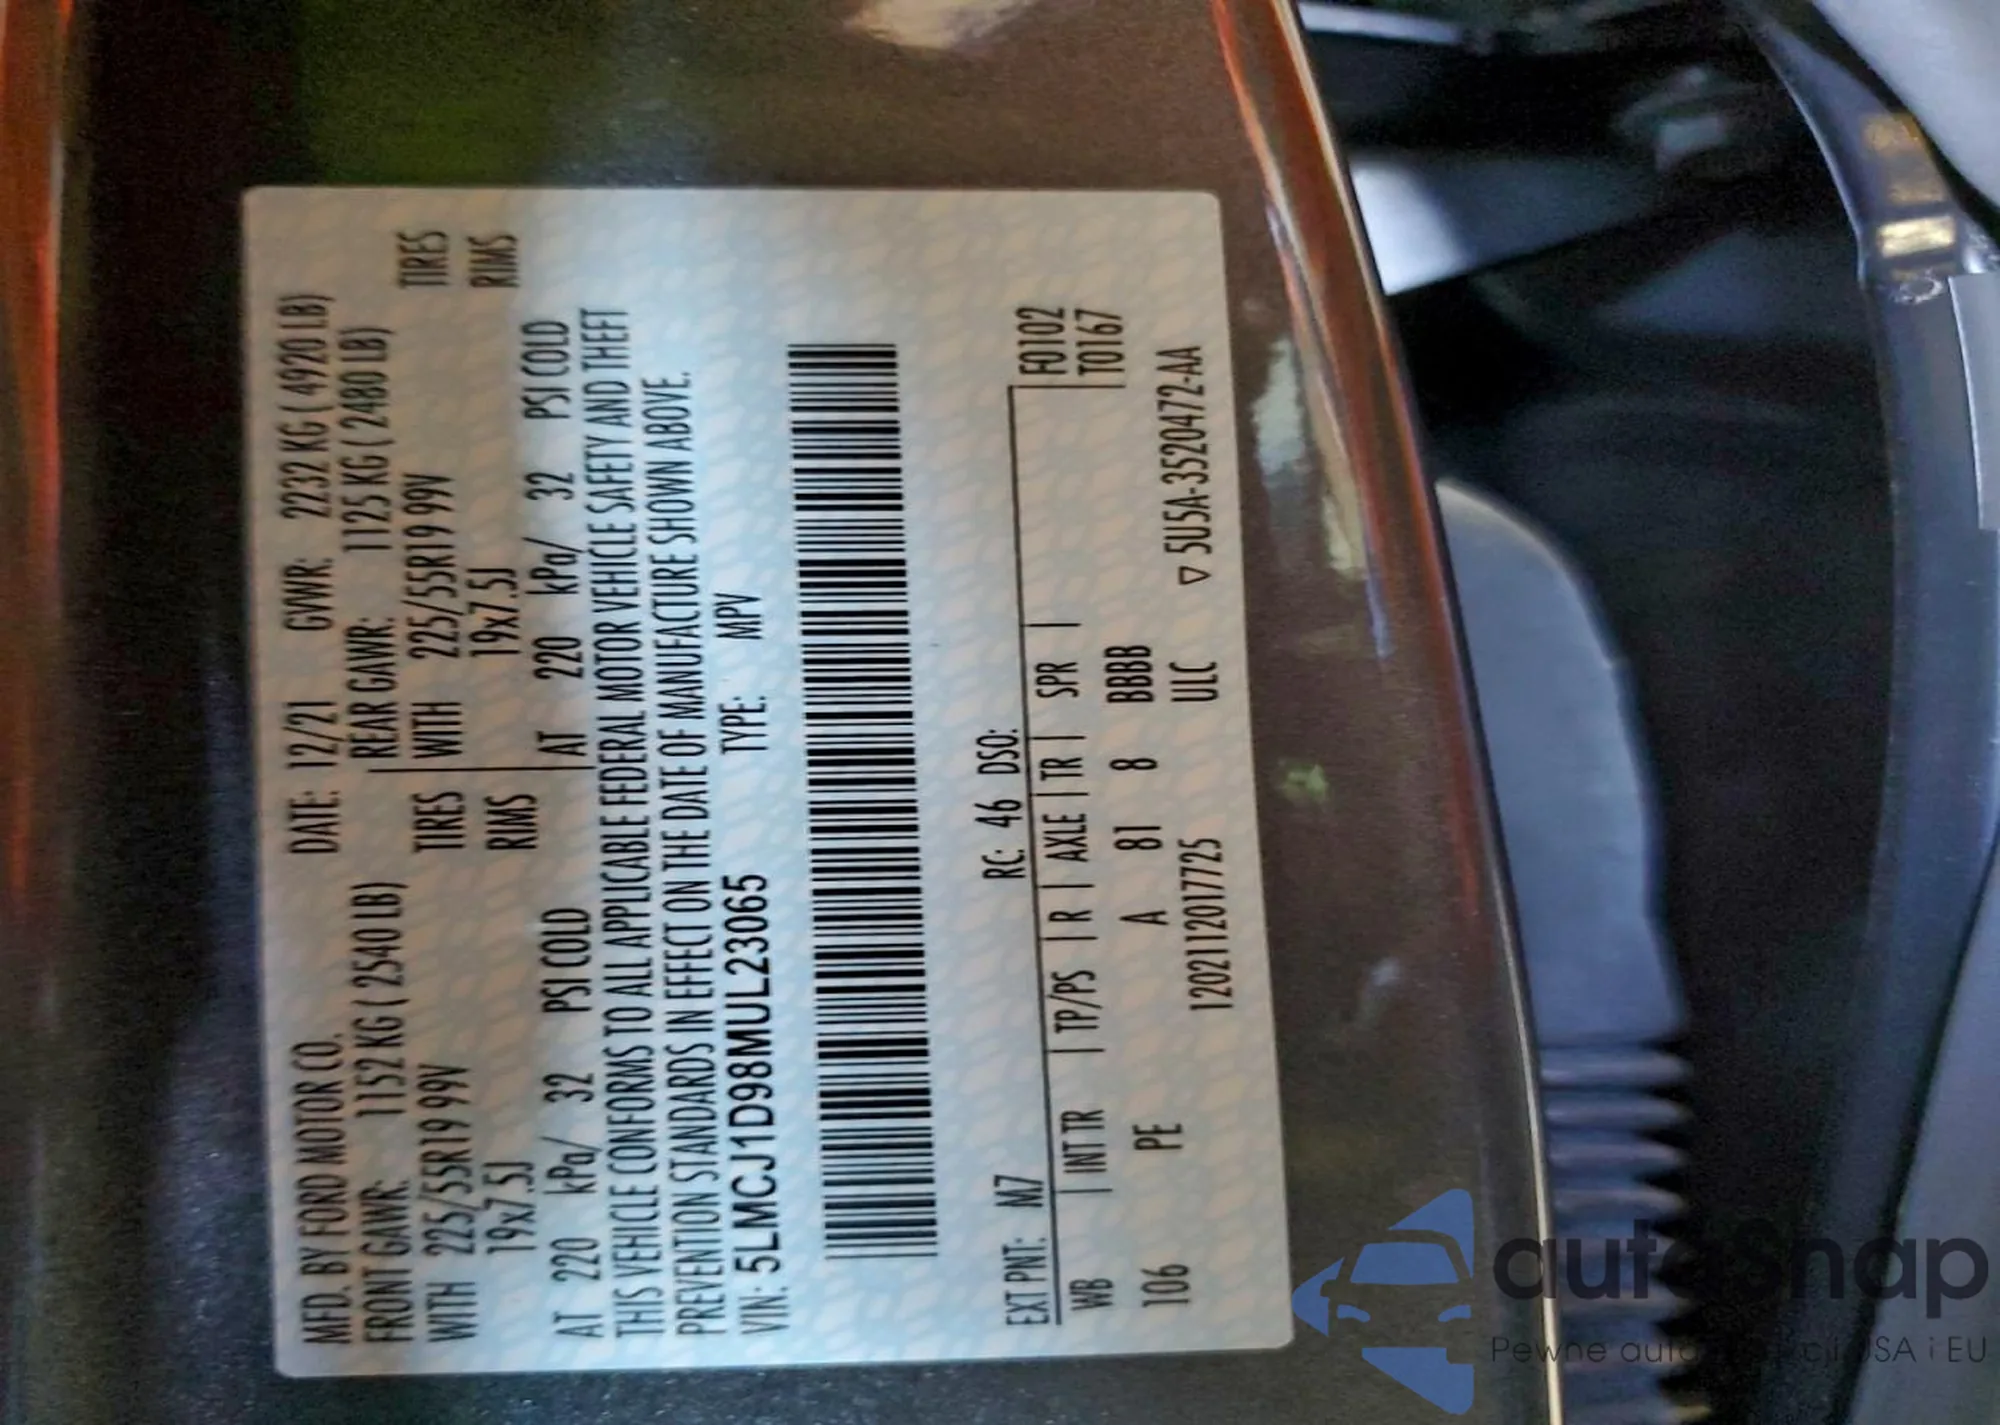 MFD. BY FORD MOTOR CO. DATE: 12/21 GVWR: 2232 KG ( 4920 LB)
FRONT GAWR: 1152 KG ( 2540 LB) REAR GAWR: 1125 KG ( 2480 LB)
WITH 225/55R19 99V TIRES WITH 225/55R19 99V TIRES
19x7.5J RIMS 19x7.5J RIMS
AT 220 kPa/ 32 PSI COLD AT 220 kPa/ 32 PSI COLD
THIS VEHICLE CONFORMS TO ALL APPLICABLE FEDERAL MOTOR VEHICLE SAFETY AND THEFT
PREVENTION STANDARDS IN EFFECT ON THE DATE OF MANUFACTURE SHOWN ABOVE.
VIN: 5LMCJ1D98MUL23065 TYPE: MPV
EXT PNT: M7 RC: 46 DSO: F0102
WB | INT TR | TP/PS | R | AXLE | TR | SPR | T0167
106 PE A 81 8 BBBB
1202112017725 ULC ▽ 5U5A-3520472-AA
autosnap
Pewne auta USA i EU